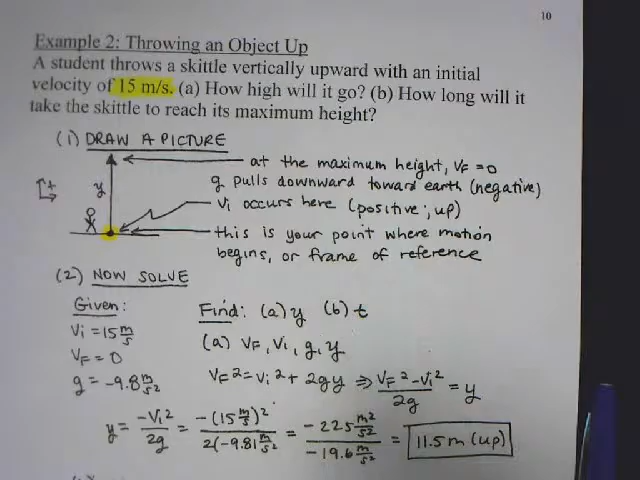 10
Example 2: Throwing an Object Up
A student throws a skittle vertically upward with an initial
velocity of 15 m/s. (a) How high will it go? (b) How long will it
take the skittle to reach its maximum height?
(1) DRAW A PICTURE
at the maximum height, VF = 0
g pulls downward toward earth (negative)
Vi occurs here (positive; up)
this is your point where motion
begins, or frame of reference
+
y
(2) NOW SOLVE
Given:
Vi = 15 m/s
VF = 0
g = -9.8 m/s2
Find: (a) y (b) t
(a) VF, Vi, g, y
VF² = Vi² + 2gy ⇒ VF² - Vi² / 2g = y
y = -Vi² / 2g = -(15 m/s)² / 2(-9.81 m/s2 = -225 m²/s2 / -19.6 m/s2 = 11.5 m (up)